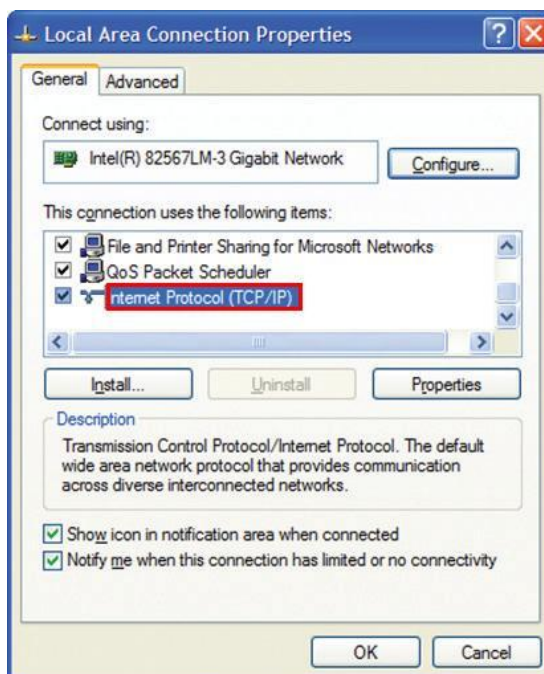 Local Area Connection Properties
General Advanced
Connect using:
Intel(R) 82567LM-3 Gigabit Network Configure...
This connection uses the following items:
File and Printer Sharing for Microsoft Networks
QoS Packet Scheduler
Internet Protocol (TCP/IP)
Install... Uninstall Properties
Description
Transmission Control Protocol/Internet Protocol. The default
wide area network protocol that provides communication
across diverse interconnected networks.
Show icon in notification area when connected
Notify me when this connection has limited or no connectivity
OK Cancel